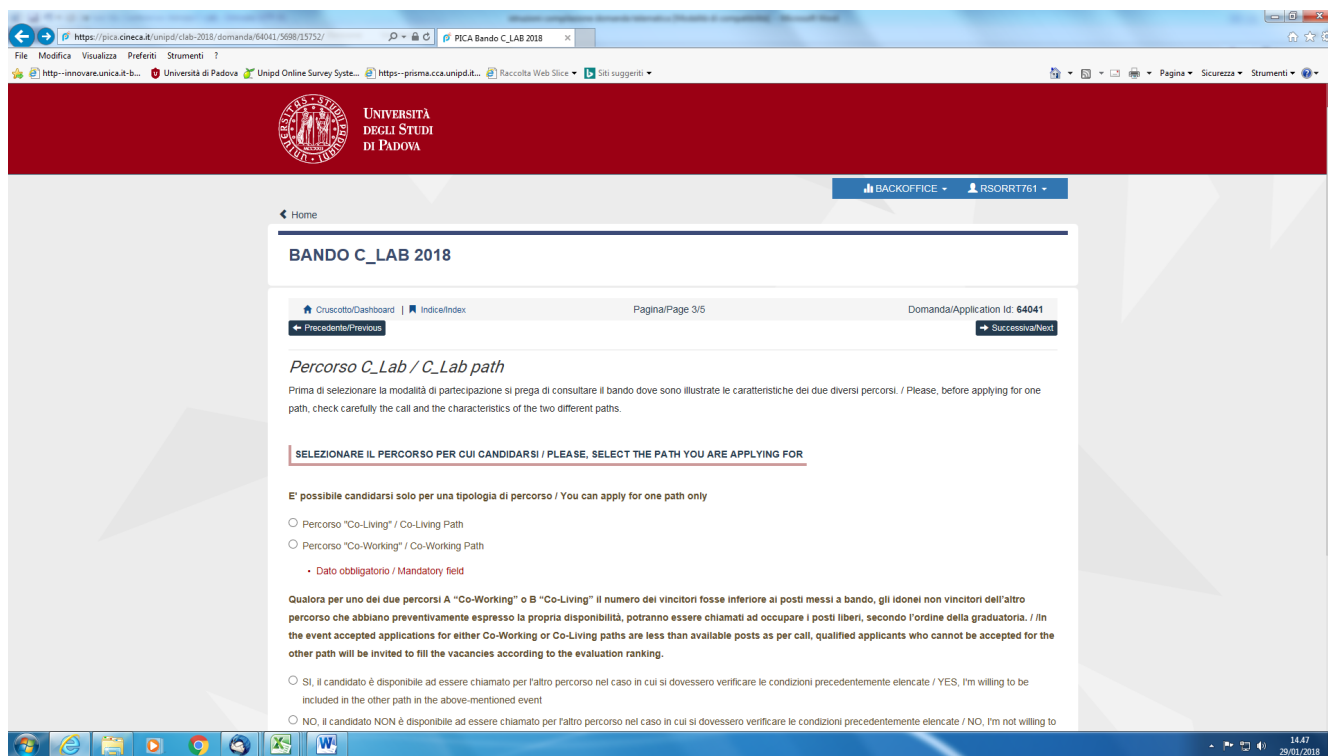 https://pica.cineca.it/unipd/clab-2018/domanda/64041/5698/15752/
PICA Bando C_LAB 2018
File Modifica Visualizza Preferiti Strumenti ?
http--innovare.unica.it-b... Università di Padova Unipd Online Survey Syste... https--prisma.cca.unipd.it... Raccolta Web Slice Siti suggeriti
Pagina Sicurezza Strumenti
UNIVERSITÀ
DEGLI STUDI
DI PADOVA
BACKOFFICE RSORRT761
Home
BANDO C_LAB 2018
Cruscotto/Dashboard | Indice/Index Pagina/Page 3/5 Domanda/Application Id: 64041
Precedente/Previous Successiva/Next
Percorso C_Lab / C_Lab path
Prima di selezionare la modalità di partecipazione si prega di consultare il bando dove sono illustrate le caratteristiche dei due diversi percorsi. / Please, before applying for one
path, check carefully the call and the characteristics of the two different paths.
SELEZIONARE IL PERCORSO PER CUI CANDIDARSI / PLEASE, SELECT THE PATH YOU ARE APPLYING FOR
E' possibile candidarsi solo per una tipologia di percorso / You can apply for one path only
Percorso "Co-Living" / Co-Living Path
Percorso "Co-Working" / Co-Working Path
• Dato obbligatorio / Mandatory field
Qualora per uno dei due percorsi A “Co-Working” o B “Co-Living” il numero dei vincitori fosse inferiore ai posti messi a bando, gli idonei non vincitori dell'altro
percorso che abbiano preventivamente espresso la propria disponibilità, potranno essere chiamati ad occupare i posti liberi, secondo l'ordine della graduatoria. / /In
the event accepted applications for either Co-Working or Co-Living paths are less than available posts as per call, qualified applicants who cannot be accepted for the
other path will be invited to fill the vacancies according to the evaluation ranking.
SI, il candidato è disponibile ad essere chiamato per l'altro percorso nel caso in cui si dovessero verificare le condizioni precedentemente elencate / YES, I'm willing to be
included in the other path in the above-mentioned event
NO, il candidato NON è disponibile ad essere chiamato per l'altro percorso nel caso in cui si dovessero verificare le condizioni precedentemente elencate / NO, I'm not willing to
14.47
29/01/2018